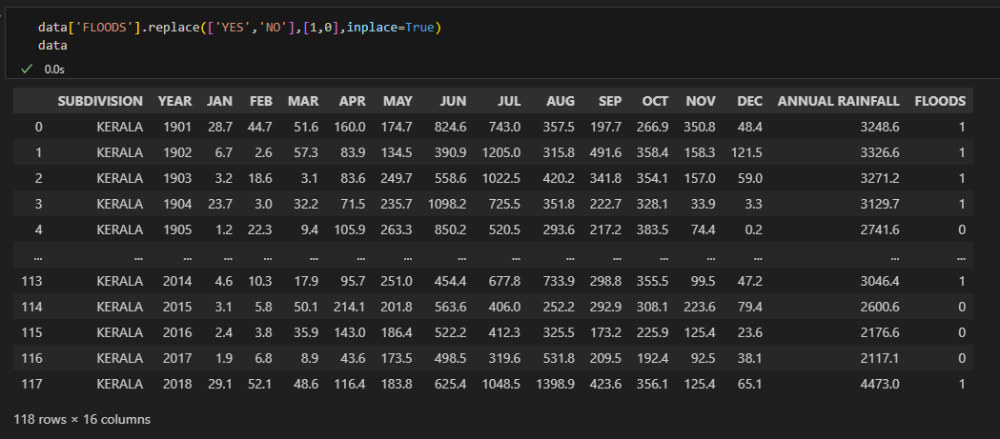 data['FLOODS'].replace(['YES','NO'],[1,0],inplace=True)
data
0.0s
SUBDIVISION YEAR JAN FEB MAR APR MAY JUN JUL AUG SEP OCT NOV DEC ANNUAL RAINFALL FLOODS
0 KERALA 1901 28.7 44.7 51.6 160.0 174.7 824.6 743.0 357.5 197.7 266.9 350.8 48.4 3248.6 1
1 KERALA 1902 6.7 2.6 57.3 83.9 134.5 390.9 1205.0 315.8 491.6 358.4 158.3 121.5 3326.6 1
2 KERALA 1903 3.2 18.6 3.1 83.6 249.7 558.6 1022.5 420.2 341.8 354.1 157.0 59.0 3271.2 1
3 KERALA 1904 23.7 3.0 32.2 71.5 235.7 1098.2 725.5 351.8 222.7 328.1 33.9 3.3 3129.7 1
4 KERALA 1905 1.2 22.3 9.4 105.9 263.3 850.2 520.5 293.6 217.2 383.5 74.4 0.2 2741.6 0
... ... ... ... ... ... ... ... ... ... ... ... ... ... ... ... ...
113 KERALA 2014 4.6 10.3 17.9 95.7 251.0 454.4 677.8 733.9 298.8 355.5 99.5 47.2 3046.4 1
114 KERALA 2015 3.1 5.8 50.1 214.1 201.8 563.6 406.0 252.2 292.9 308.1 223.6 79.4 2600.6 0
115 KERALA 2016 2.4 3.8 35.9 143.0 186.4 522.2 412.3 325.5 173.2 225.9 125.4 23.6 2176.6 0
116 KERALA 2017 1.9 6.8 8.9 43.6 173.5 498.5 319.6 531.8 209.5 192.4 92.5 38.1 2117.1 0
117 KERALA 2018 29.1 52.1 48.6 116.4 183.8 625.4 1048.5 1398.9 423.6 356.1 125.4 65.1 4473.0 1
118 rows × 16 columns